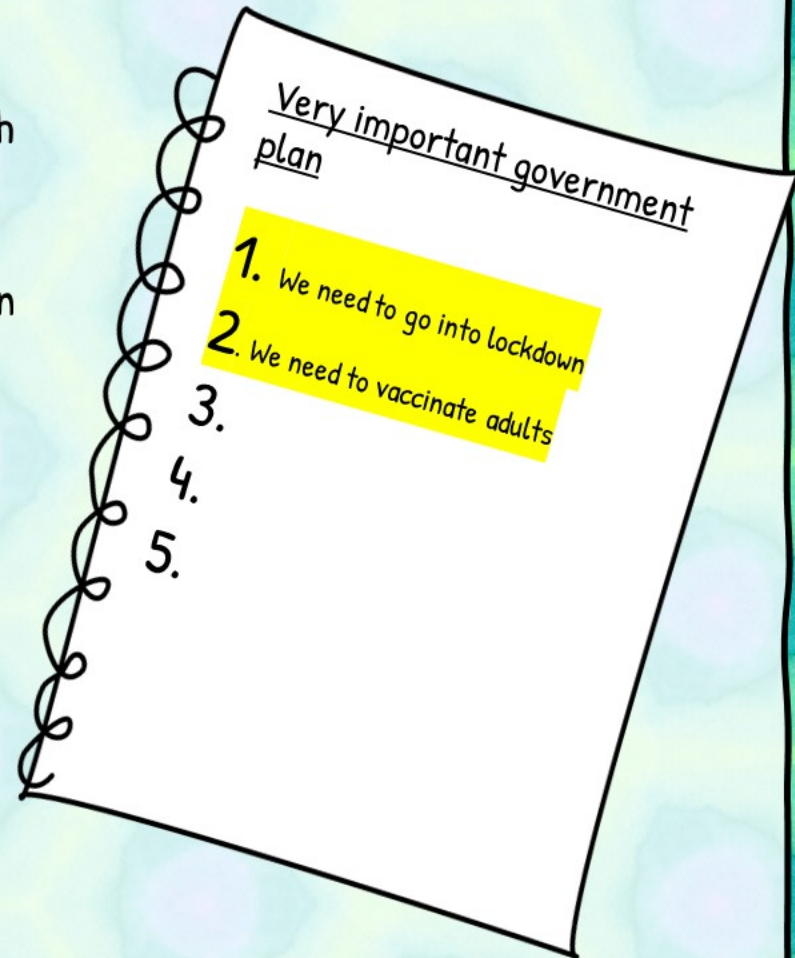 h
n
Very important government
plan
1. We need to go into lockdown
2. We need to vaccinate adults
3.
4.
5.